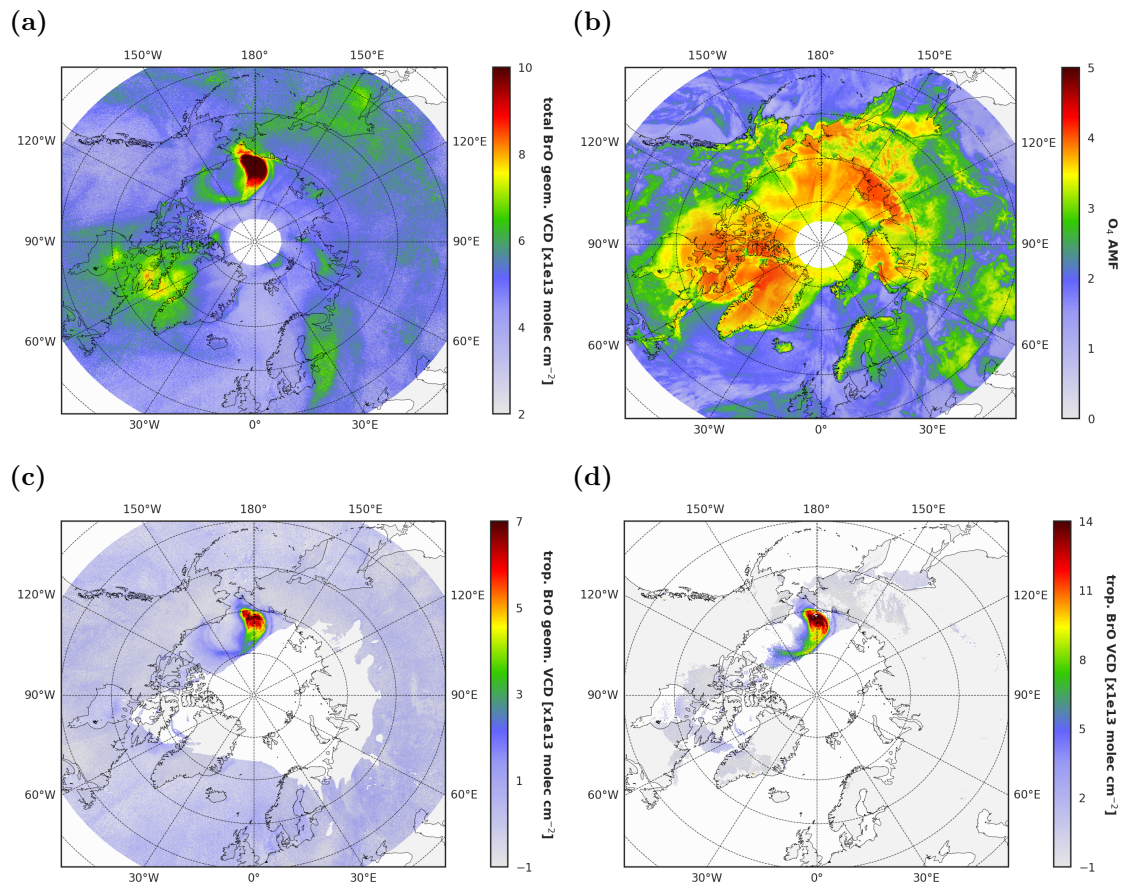 (a)
(b)
150°W 180° 150°E
120°W
90°W
60°W
120°E
90°E
60°E
30°W 0° 30°E
10
8
6
4
2
total BrO geom. VCD [x1e13 molec cm⁻²]
150°W 180° 150°E
120°W
90°W
60°W
120°E
90°E
60°E
30°W 0° 30°E
5
4
3
2
1
0
O₄ AMF
(c)
(d)
150°W 180° 150°E
120°W
90°W
60°W
120°E
90°E
60°E
30°W 0° 30°E
7
5
3
1
−1
trop. BrO geom. VCD [x1e13 molec cm⁻²]
150°W 180° 150°E
120°W
90°W
60°W
120°E
90°E
60°E
30°W 0° 30°E
14
11
8
5
2
−1
trop. BrO VCD [x1e13 molec cm⁻²]